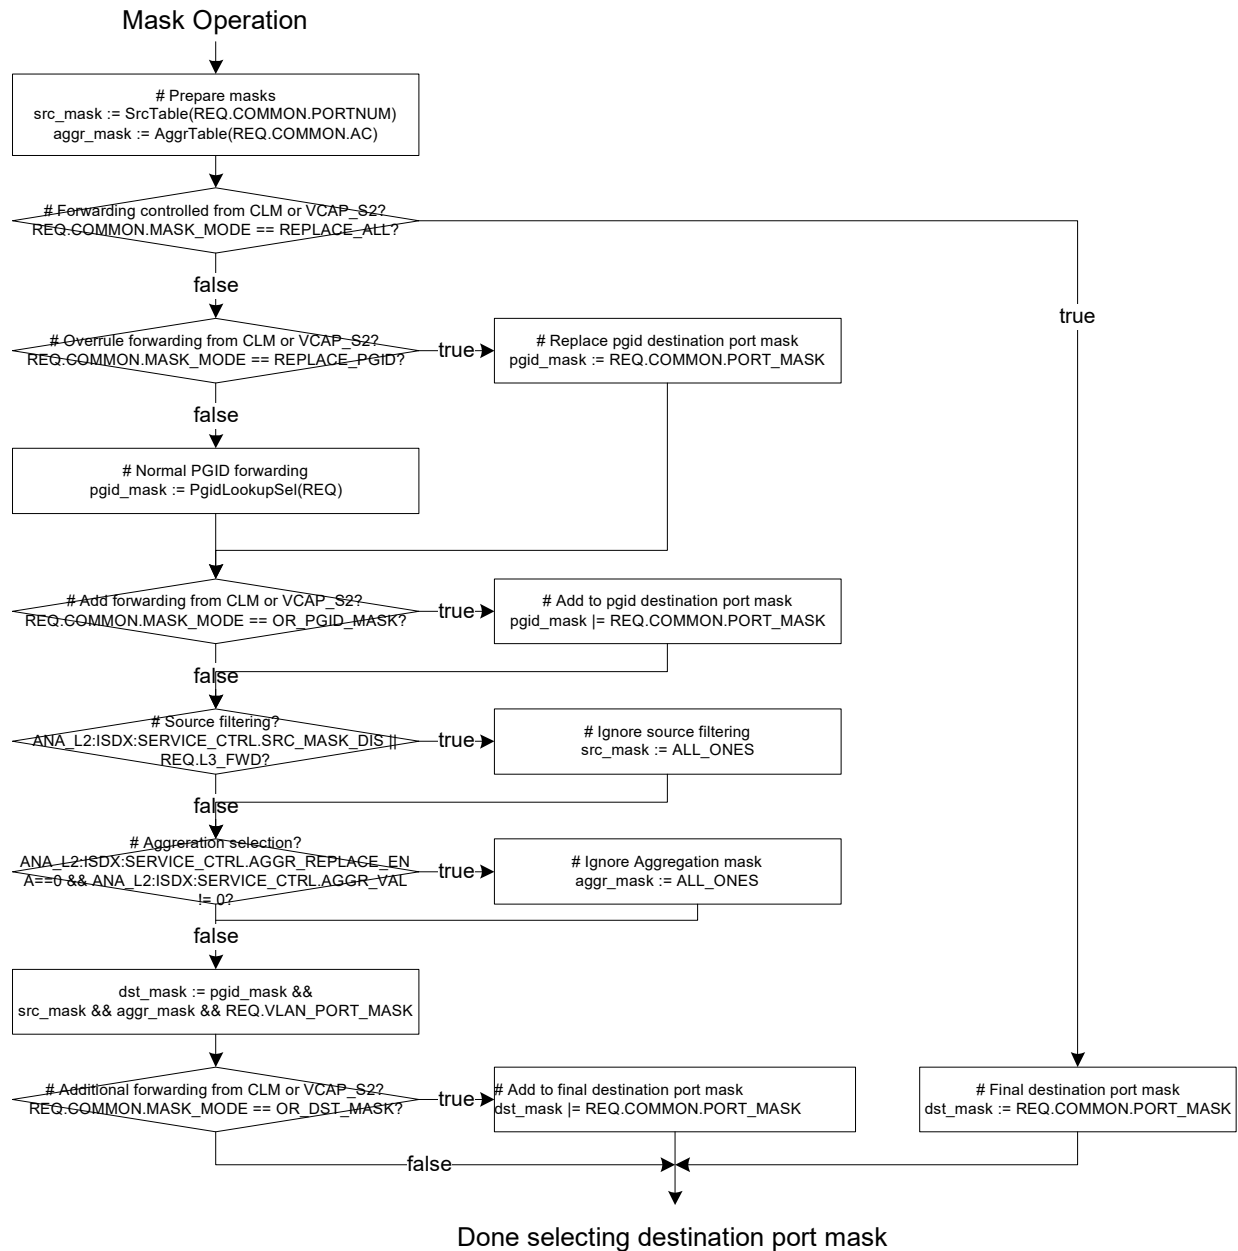 Mask Operation
# Prepare masks
src_mask := SrcTable(REQ.COMMON.PORTNUM)
aggr_mask := AggrTable(REQ.COMMON.AC)
# Forwarding controlled from CLM or VCAP_S2?
REQ.COMMON.MASK_MODE == REPLACE_ALL?
false
true
# Overrule forwarding from CLM or VCAP_S2?
REQ.COMMON.MASK_MODE == REPLACE_PGID?
true
# Replace pgid destination port mask
pgid_mask := REQ.COMMON.PORT_MASK
false
# Normal PGID forwarding
pgid_mask := PgidLookupSel(REQ)
# Add forwarding from CLM or VCAP_S2?
REQ.COMMON.MASK_MODE == OR_PGID_MASK?
true
# Add to pgid destination port mask
pgid_mask |= REQ.COMMON.PORT_MASK
false
# Source filtering?
ANA_L2:ISDX:SERVICE_CTRL.SRC_MASK_DIS ||
REQ.L3_FWD?
true
# Ignore source filtering
src_mask := ALL_ONES
false
# Aggreration selection?
ANA_L2:ISDX:SERVICE_CTRL.AGGR_REPLACE_EN
A==0 && ANA_L2:ISDX:SERVICE_CTRL.AGGR_VAL
!= 0?
true
# Ignore Aggregation mask
aggr_mask := ALL_ONES
false
dst_mask := pgid_mask &&
src_mask && aggr_mask && REQ.VLAN_PORT_MASK
# Additional forwarding from CLM or VCAP_S2?
REQ.COMMON.MASK_MODE == OR_DST_MASK?
true
# Add to final destination port mask
dst_mask |= REQ.COMMON.PORT_MASK
# Final destination port mask
dst_mask := REQ.COMMON.PORT_MASK
false
Done selecting destination port mask